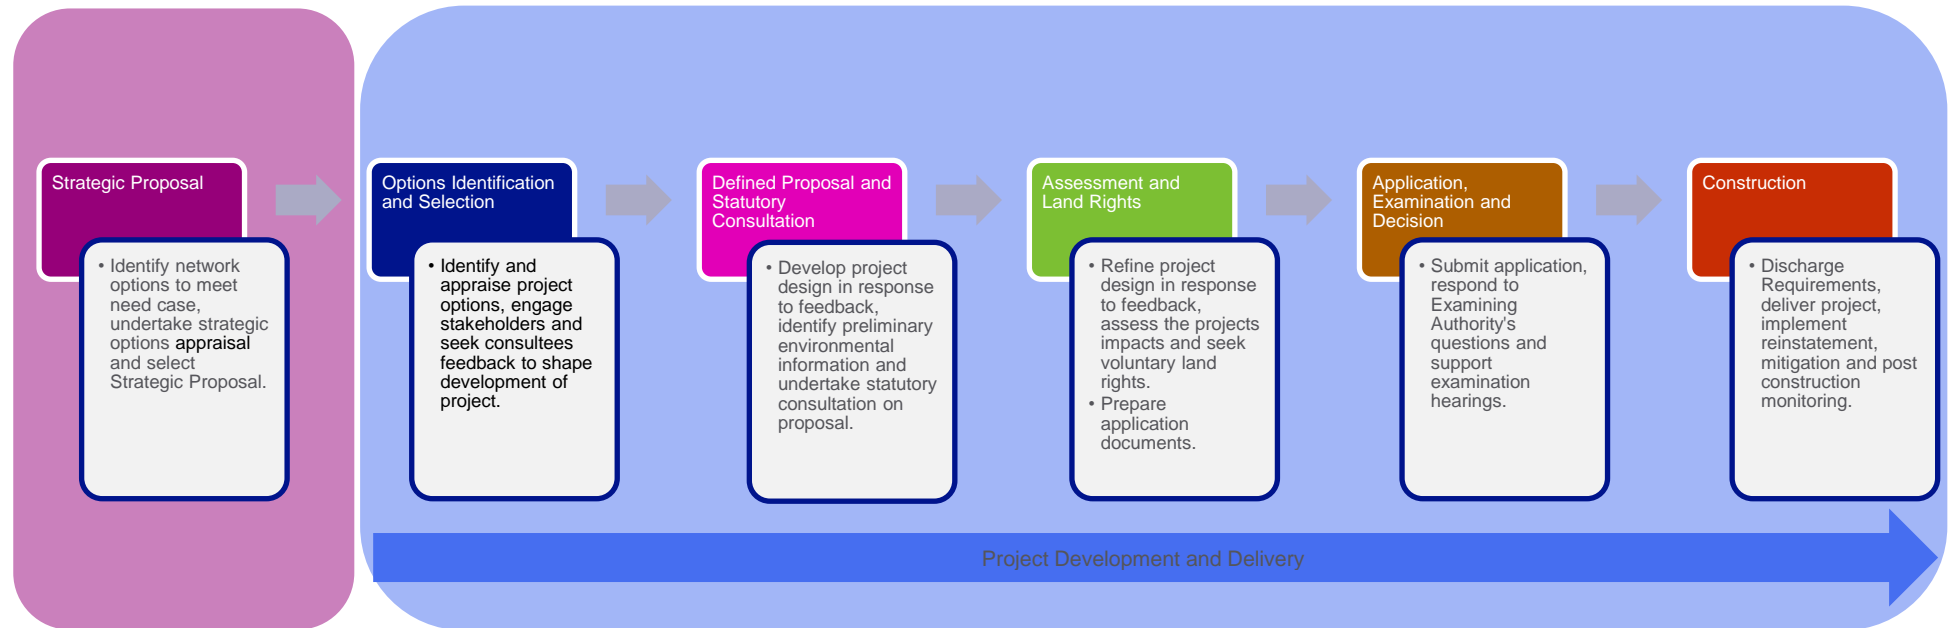 Strategic Proposal
• Identify network
options to meet
need case,
undertake strategic
options appraisal
and select
Strategic Proposal.
Options Identification
and Selection
• Identify and
appraise project
options, engage
stakeholders and
seek consultees
feedback to shape
development of
project.
Defined Proposal and
Statutory
Consultation
• Develop project
design in response
to feedback,
identify preliminary
environmental
information and
undertake statutory
consultation on
proposal.
Assessment and
Land Rights
• Refine project
design in response
to feedback,
assess the projects
impacts and seek
voluntary land
rights.
• Prepare
application
documents.
Application,
Examination and
Decision
• Submit application,
respond to
Examining
Authority's
questions and
support
examination
hearings.
Construction
• Discharge
Requirements,
deliver project,
implement
reinstatement,
mitigation and post
construction
monitoring.
Project Development and Delivery